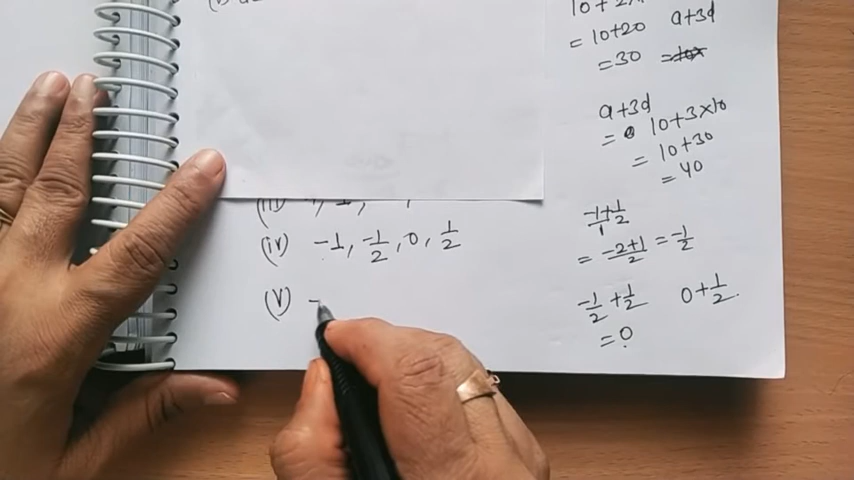 (iv) -1, -1/2, 0, 1/2
(v) -
= 10+20 a+3d
= 30
a+3d
= 10+3×10
= 10+30
= 40
-1/1+1/2
= -2+1/2 = -1/2
-1/2+1/2 0+1/2.
= 0